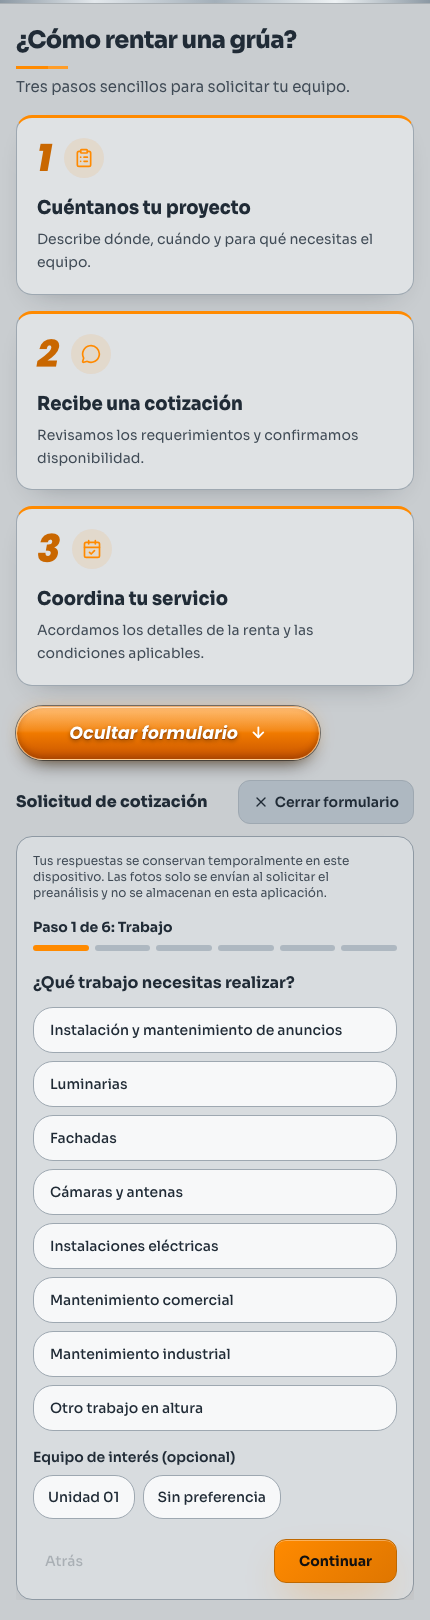 ¿Cómo rentar una grúa?
Tres pasos sencillos para solicitar tu equipo.
1
Cuéntanos tu proyecto
Describe dónde, cuándo y para qué necesitas el
equipo.
2
Recibe una cotización
Revisamos los requerimientos y confirmamos
disponibilidad.
3
Coordina tu servicio
Acordamos los detalles de la renta y las
condiciones aplicables.
Ocultar formulario ↓
Solicitud de cotización
Cerrar formulario
Tus respuestas se conservan temporalmente en este
dispositivo. Las fotos solo se envían al solicitar el
preanálisis y no se almacenan en esta aplicación.
Paso 1 de 6: Trabajo
¿Qué trabajo necesitas realizar?
Instalación y mantenimiento de anuncios
Luminarias
Fachadas
Cámaras y antenas
Instalaciones eléctricas
Mantenimiento comercial
Mantenimiento industrial
Otro trabajo en altura
Equipo de interés (opcional)
Unidad 01
Sin preferencia
Atrás
Continuar